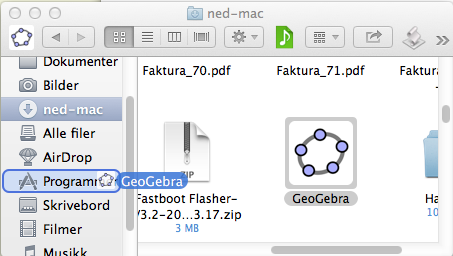 ned-mac
Dokumenter
Bilder
ned-mac
Alle filer
AirDrop
Programm
GeoGebra
Skrivebord
Filmer
Musikk
Faktura_70.pdf
Faktura_71.pdf
Fa
ZIP
Fastboot Flasher-
V3.2-20...3.17.zip
3 MB
GeoGebra
Ha
10